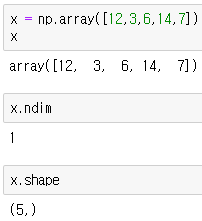 x = np.array([12,3,6,14,7])
x
array([12,  3,  6, 14,  7])
x.ndim
1
x.shape
(5,)